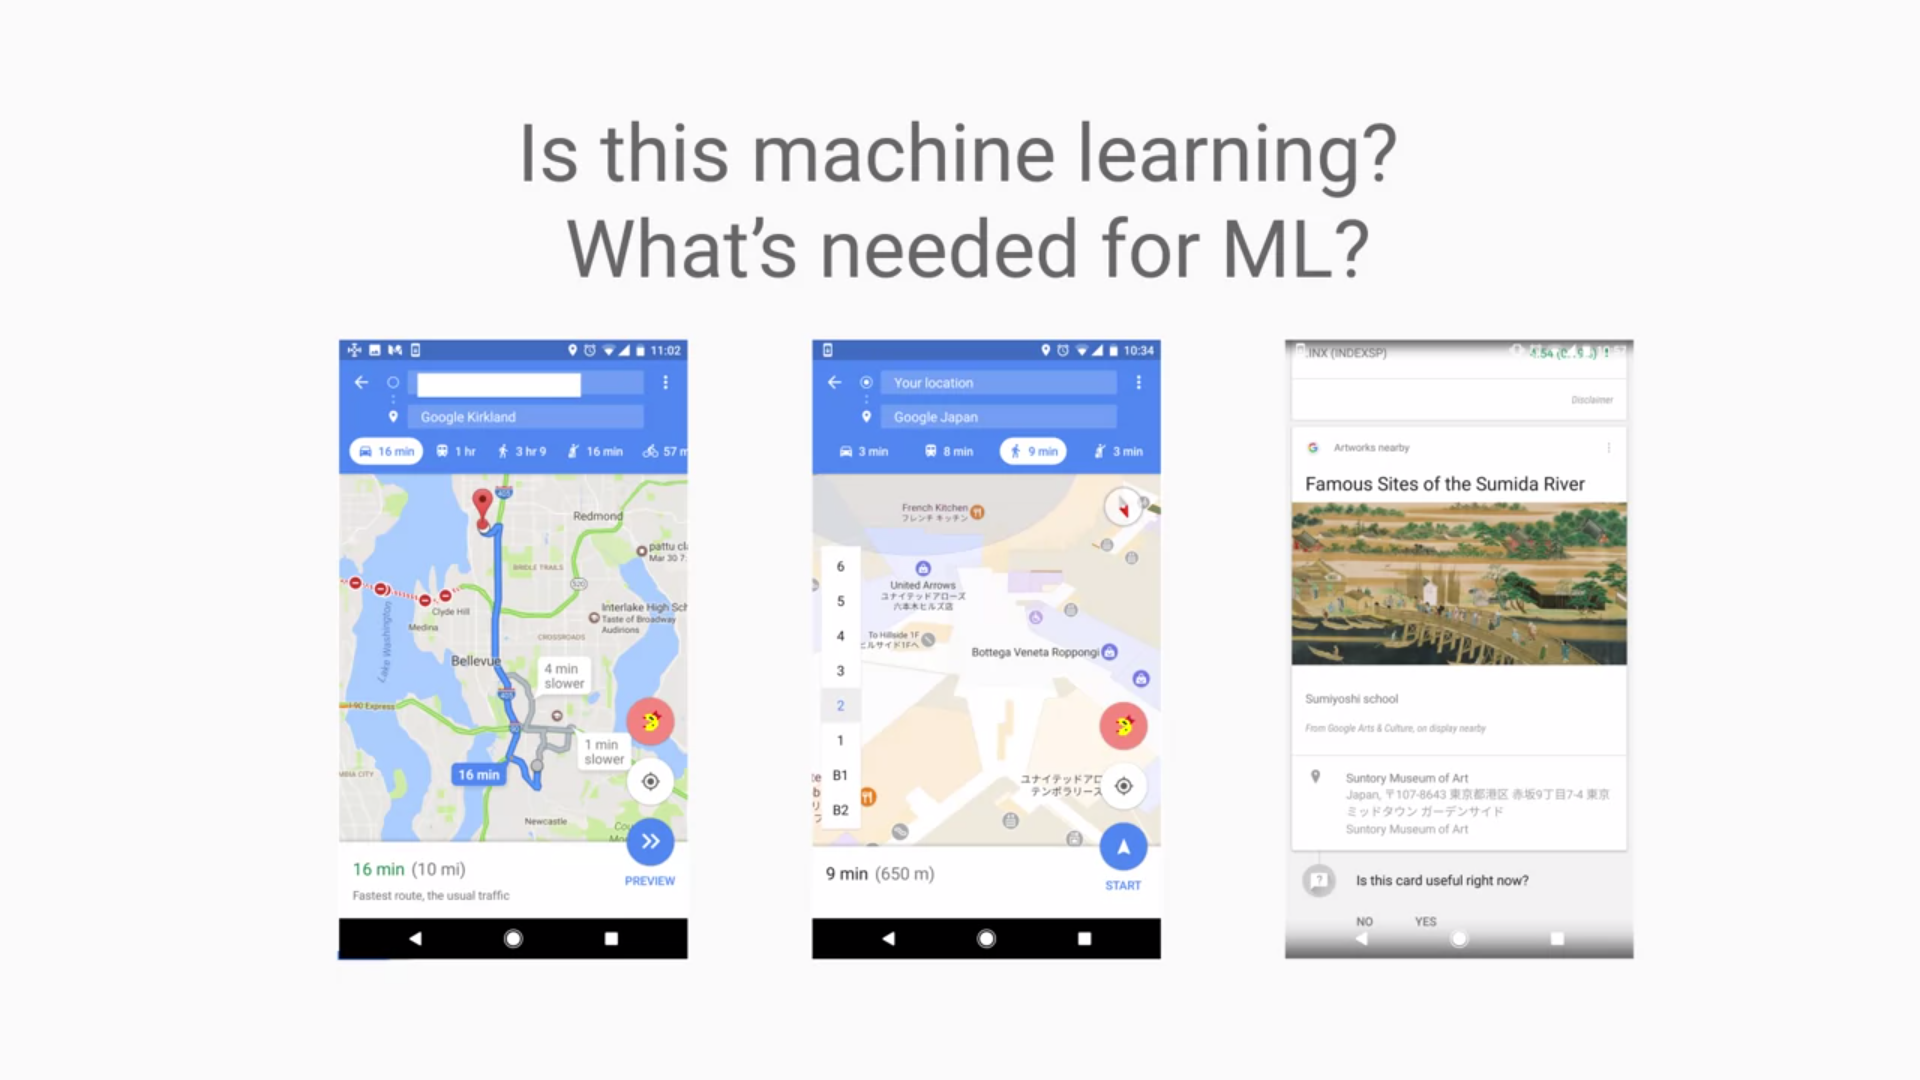 Is this machine learning?
What's needed for ML?
11:02
Google Kirkland
16 min
1 hr
3 hr 9
16 min
57 m
405
Redmond
pattu cl
Mar 30 7:
BRIDLE TRAILS
520
Clyde Hill
Interlake High Sch
Taste of Broadway
Audirions
Medina
CROSSROADS
Lake Washington
Bellevue
4 min
slower
405
I-90 Express
90
1 min
slower
16 min
Newcastle
16 min (10 mi)
Fastest route, the usual traffic
PREVIEW
10:34
Your location
Google Japan
3 min
8 min
9 min
3 min
French Kitchen
フレンチ キッチン
6
5
4
3
2
1
B1
B2
United Arrows
ユナイテッドアローズ
六本木ヒルズ店
To Hillside 1F
ヒルサイド1Fへ
Bottega Veneta Roppongi
ユナイテッドアロ
テンポラリース
9 min (650 m)
START
.INX (INDEXSP)
Disclaimer
Artworks nearby
Famous Sites of the Sumida River
Sumiyoshi school
From Google Arts & Culture, on display nearby
Suntory Museum of Art
Japan, 〒107-8643 東京都港区 赤坂9丁目7-4 東京
ミッドタウン ガーデンサイド
Suntory Museum of Art
Is this card useful right now?
NO
YES